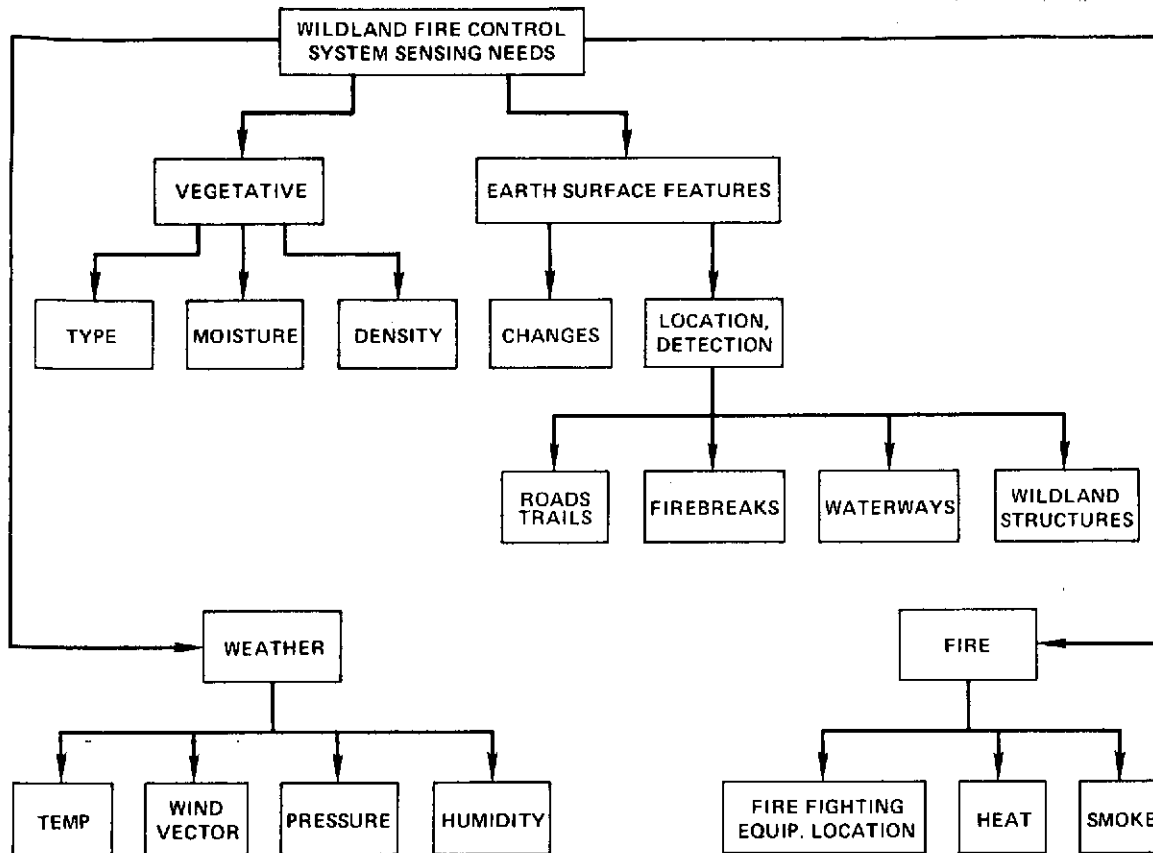 WILDLAND FIRE CONTROL
SYSTEM SENSING NEEDS
VEGETATIVE
EARTH SURFACE FEATURES
TYPE
MOISTURE
DENSITY
CHANGES
LOCATION,
DETECTION
ROADS
TRAILS
FIREBREAKS
WATERWAYS
WILDLAND
STRUCTURES
WEATHER
FIRE
TEMP
WIND
VECTOR
PRESSURE
HUMIDITY
FIRE FIGHTING
EQUIP. LOCATION
HEAT
SMOKE